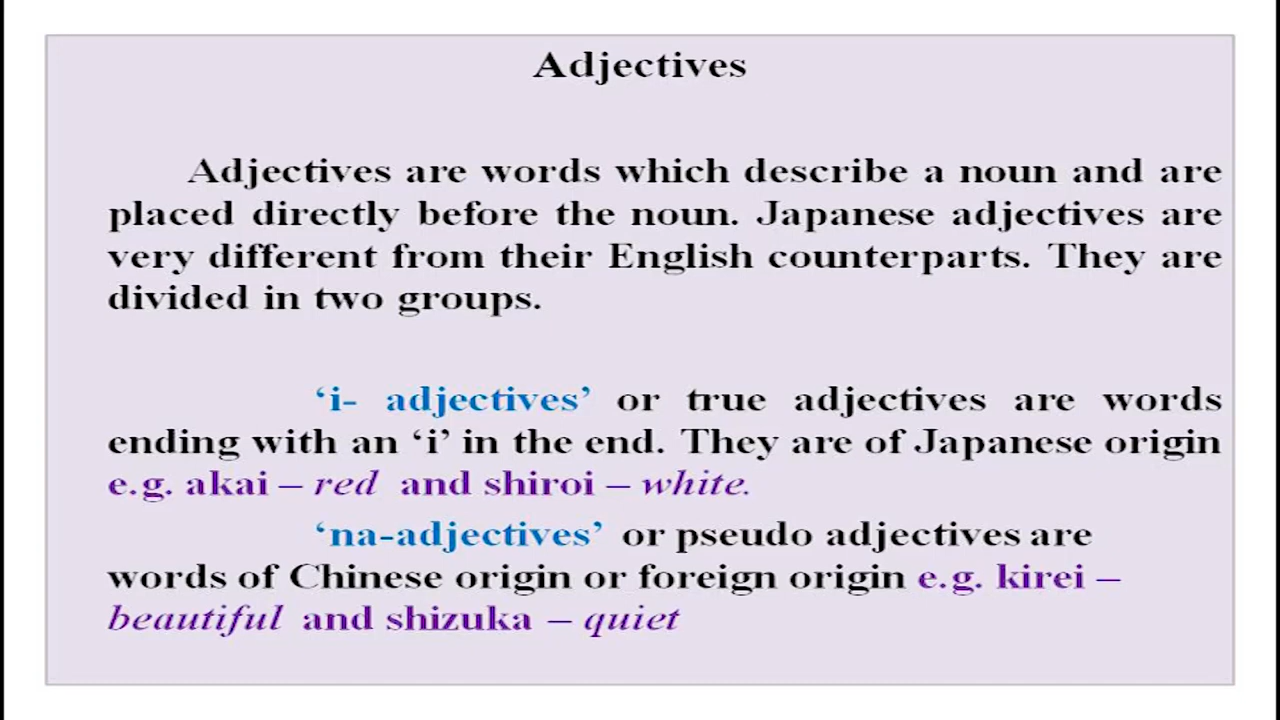 Adjectives
Adjectives are words which describe a noun and are
placed directly before the noun. Japanese adjectives are
very different from their English counterparts. They are
divided in two groups.
‘i- adjectives’ or true adjectives are words
ending with an ‘i’ in the end. They are of Japanese origin
e.g. akai – red and shiroi – white.
‘na-adjectives’ or pseudo adjectives are
words of Chinese origin or foreign origin e.g. kirei –
beautiful and shizuka – quiet